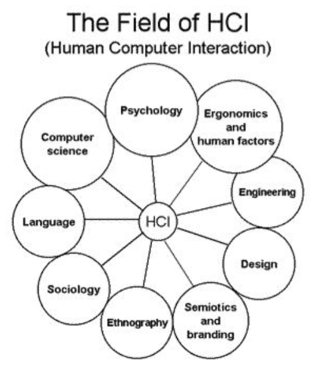 The Field of HCI
(Human Computer Interaction)
Psychology
Ergonomics
and
human factors
Computer
science
Engineering
Language
HCI
Design
Sociology
Semiotics
and
branding
Ethnography